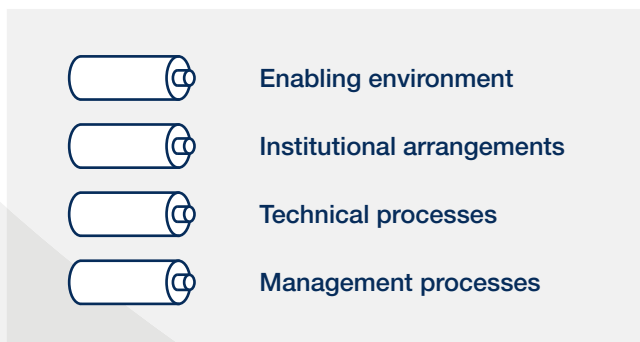 Enabling environment
Institutional arrangements
Technical processes
Management processes